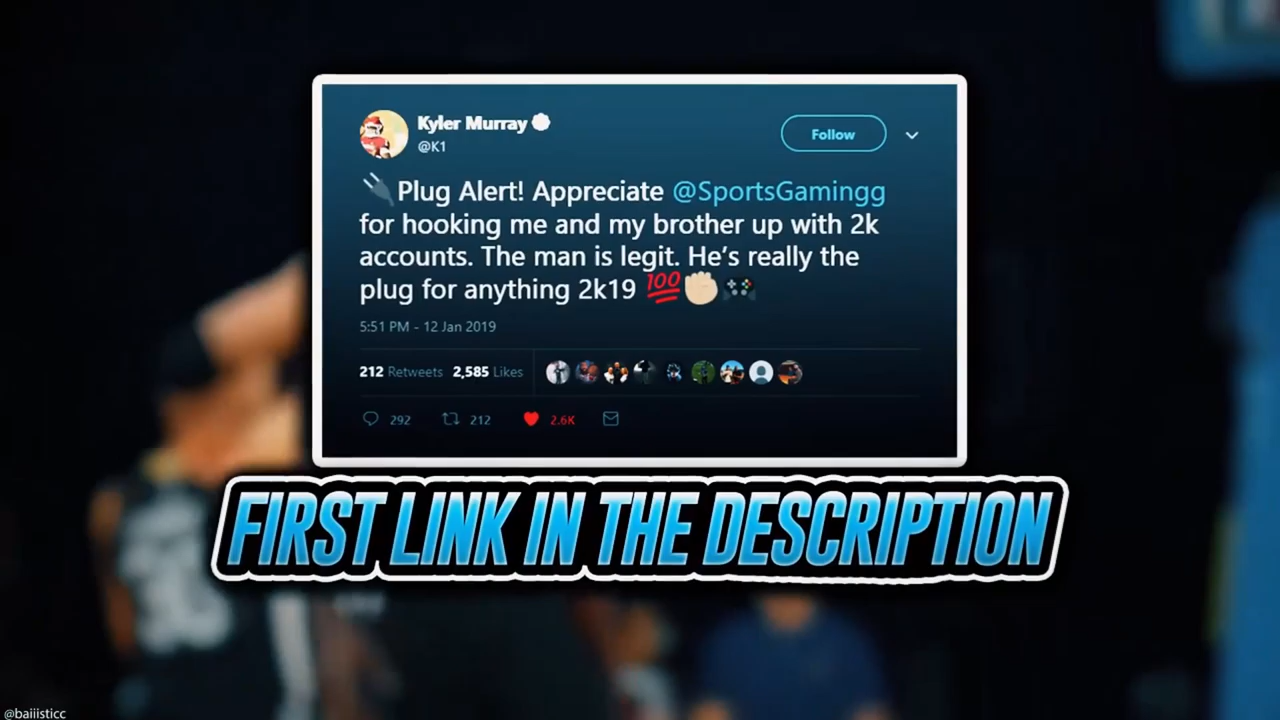 Kyler Murray
@K1
Follow
Plug Alert! Appreciate @SportsGamingg
for hooking me and my brother up with 2k
accounts. The man is legit. He’s really the
plug for anything 2k19 💯✊🏼🎮
5:51 PM - 12 Jan 2019
212 Retweets 2,585 Likes
292 212 2.6K
FIRST LINK IN THE DESCRIPTION
@baiiisticc